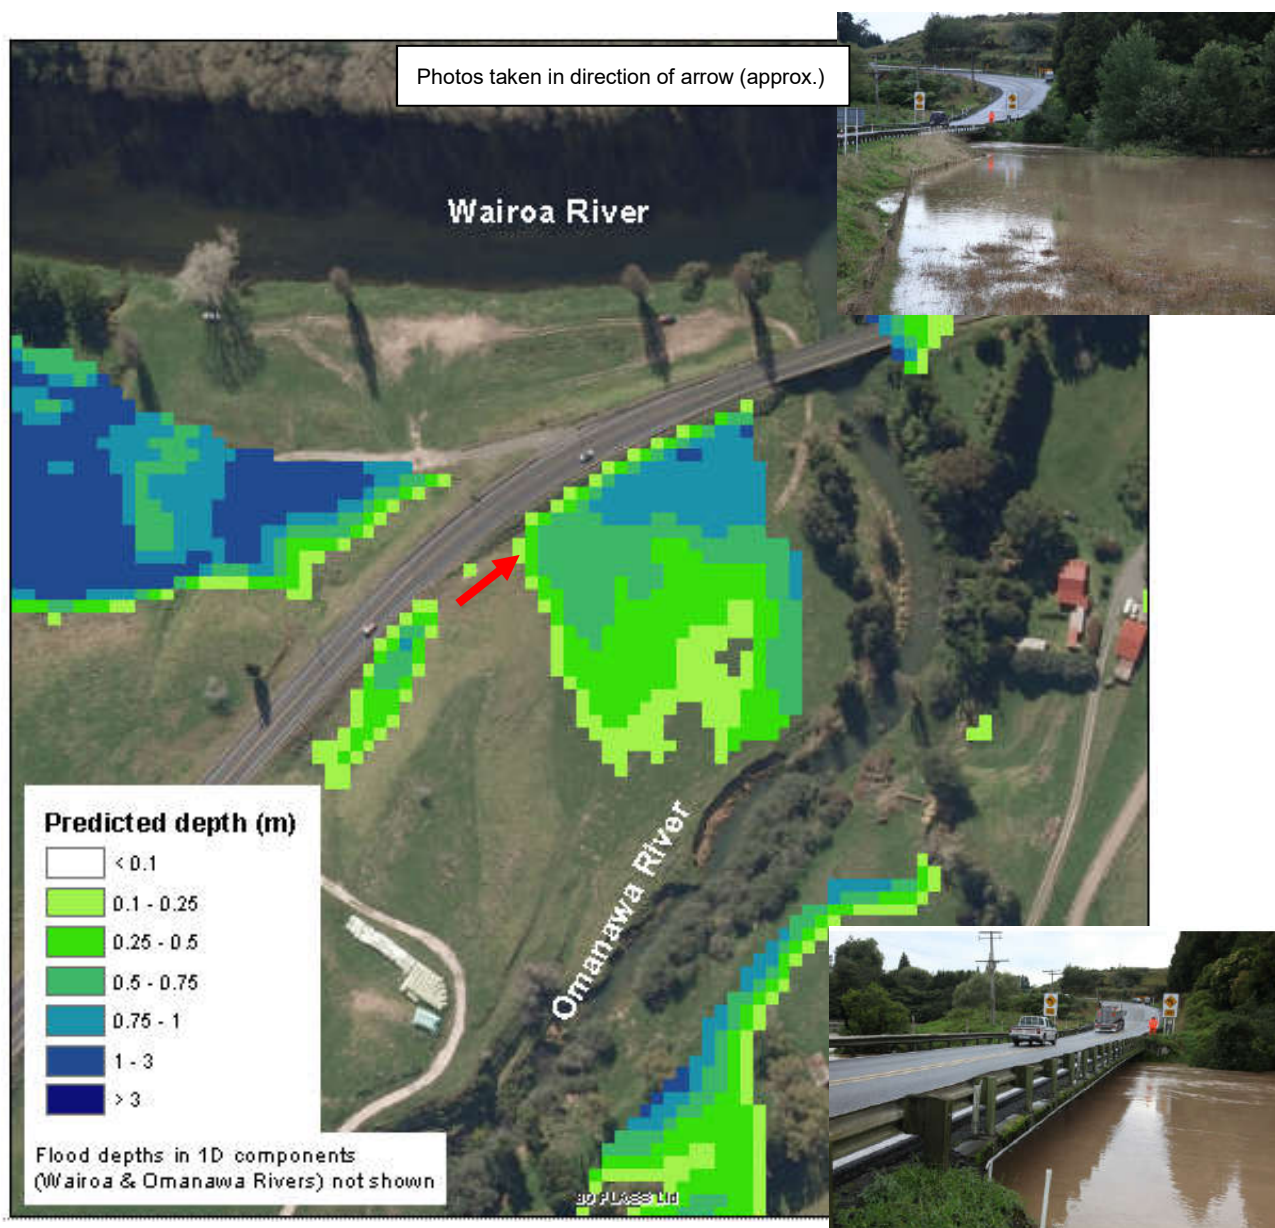 Photos taken in direction of arrow (approx.)
Wairoa River
Omanawa River
Predicted depth (m)
< 0.1
0.1 - 0.25
0.25 - 0.5
0.5 - 0.75
0.75 - 1
1 - 3
> 3
Flood depths in 1D components
(Wairoa & Omanawa Rivers) not shown